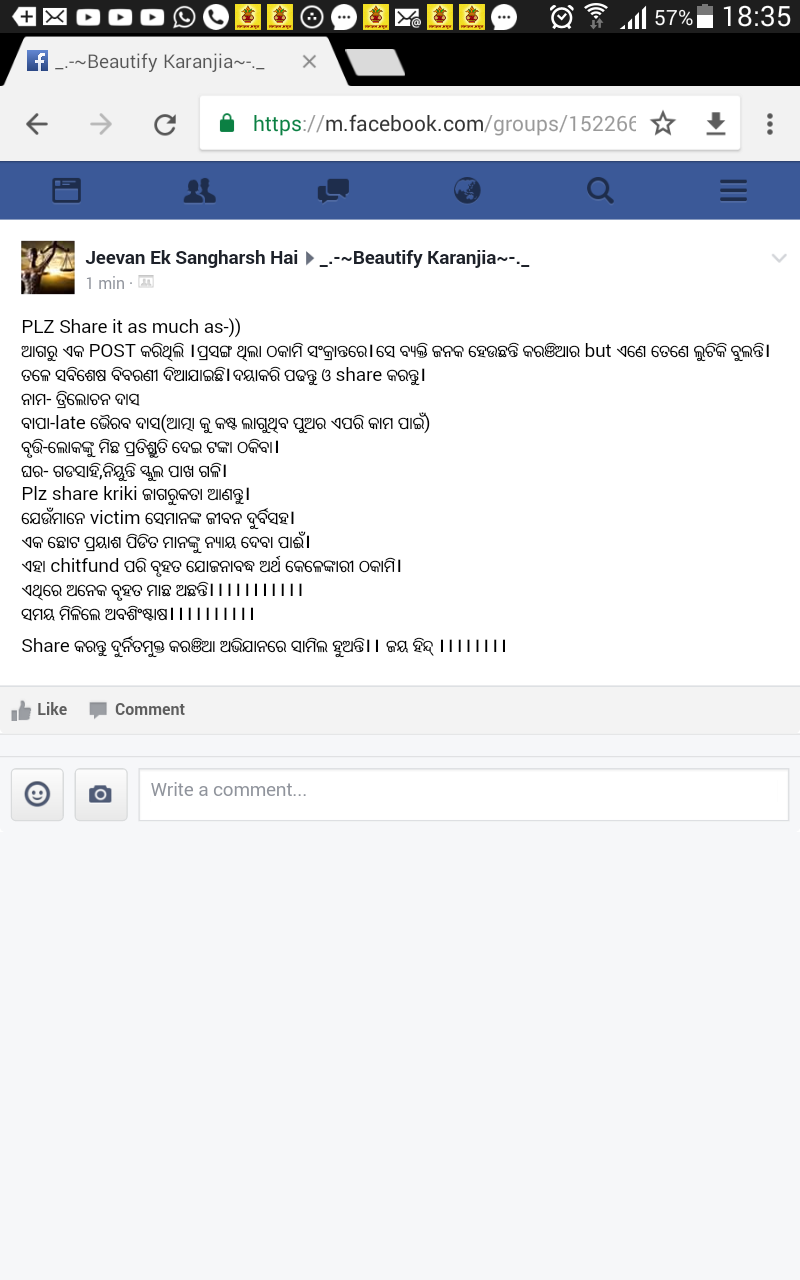 57% 18:35
_.-~Beautify Karanjia~-._
https://m.facebook.com/groups/152266
Jeevan Ek Sangharsh Hai ▸ _.-~Beautify Karanjia~-._
1 min ·
PLZ Share it as much as-))
ଆଗରୁ ଏକ POST କରିଥିଲି ।ପ୍ରସଙ୍ଗ ଥିଲା ଠକାମି ସଂକ୍ରାନ୍ତରେ।ସେ ବ୍ୟକ୍ତି ଜନକ ହେଉଛନ୍ତି କରଞ୍ଜିଆର but ଏଣେ ତେଣେ ଲୁଚିକି ବୁଲନ୍ତି।
ତଳେ ସବିଶେଷ ବିବରଣୀ ଦିଆଯାଇଛି।ଦୟାକରି ପଢନ୍ତୁ ଓ share କରନ୍ତୁ।
ନାମ- ତ୍ରିଲୋଚନ ଦାସ
ବାପା-late ଭୈରବ ଦାସ(ଆତ୍ମା କୁ କଷ୍ଟ ଲାଗୁଥିବ ପୁଅର ଏପରି କାମ ପାଇଁ)
ବୃତ୍ତି-ଲୋକଙ୍କୁ ମିଛ ପ୍ରତିଶ୍ରୁତି ଦେଇ ଟଙ୍କା ଠକିବା।
ଘର- ଗଡସାହି,ନିଯୁକ୍ତି ସ୍କୁଲ ପାଖ ଗଳି।
Plz share kriki ଜାଗରୁକତା ଆଣନ୍ତୁ।
ଯେଉଁମାନେ victim ସେମାନଙ୍କ ଜୀବନ ଦୁର୍ବିସହ।
ଏକ ଛୋଟ ପ୍ରୟାଶ ପିଡିତ ମାନଙ୍କୁ ନ୍ୟାୟ ଦେବା ପାଇଁ।
ଏହା chitfund ପରି ବୃହତ ଯୋଜନାବଦ୍ଧ ଅର୍ଥ କେଳେଙ୍କାରୀ ଠକାମି।
ଏଥିରେ ଅନେକ ବୃହତ ମାଛ ଅଛନ୍ତି।।।।।।।।।।।
ସମୟ ମିଳିଲେ ଅବଶିଂଷ୍ଟାଷ।।।।।।।।।।
Share କରନ୍ତୁ ଦୁର୍ନିତମୁକ୍ତ କରଞ୍ଜିଆ ଅଭିଯାନରେ ସାମିଲ ହୁଅନ୍ତି।। ଜୟ ହିନ୍ଦ୍ ।।।।।।।।
Like Comment
Write a comment...